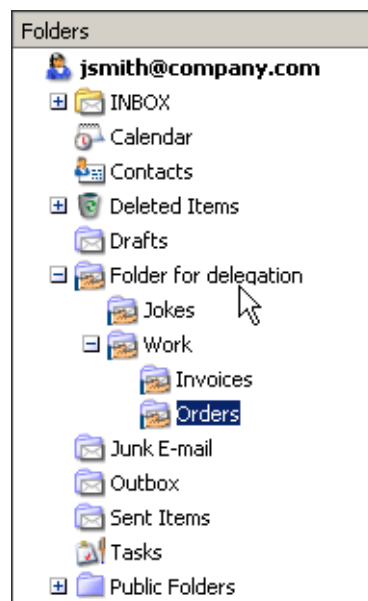 Folders
jsmith@company.com
INBOX
Calendar
Contacts
Deleted Items
Drafts
Folder for delegation
Jokes
Work
Invoices
Orders
Junk E-mail
Outbox
Sent Items
Tasks
Public Folders